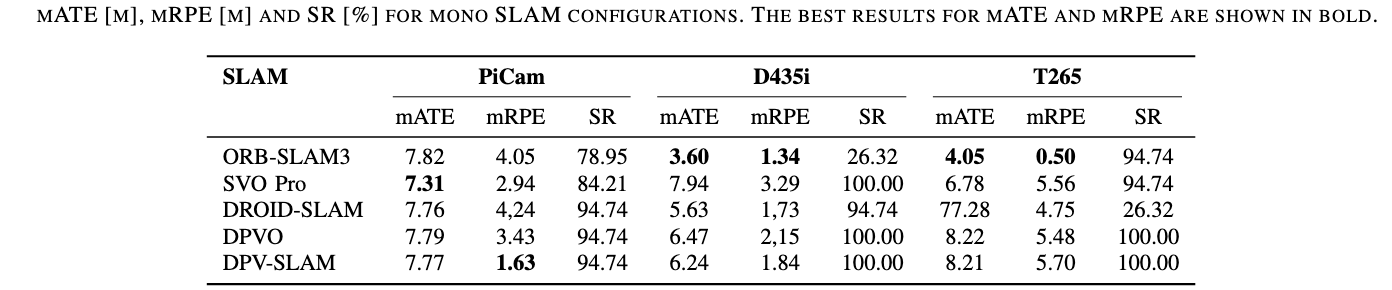 mATE [m], mRPE [m] and SR [%] for mono SLAM configurations. The best results for mATE and mRPE are shown in bold.
SLAM PiCam D435i T265
mATE mRPE SR mATE mRPE SR mATE mRPE SR
ORB-SLAM3 7.82 4.05 78.95 3.60 1.34 26.32 4.05 0.50 94.74
SVO Pro 7.31 2.94 84.21 7.94 3.29 100.00 6.78 5.56 94.74
DROID-SLAM 7.76 4,24 94.74 5.63 1,73 94.74 77.28 4.75 26.32
DPVO 7.79 3.43 94.74 6.47 2,15 100.00 8.22 5.48 100.00
DPV-SLAM 7.77 1.63 94.74 6.24 1.84 100.00 8.21 5.70 100.00